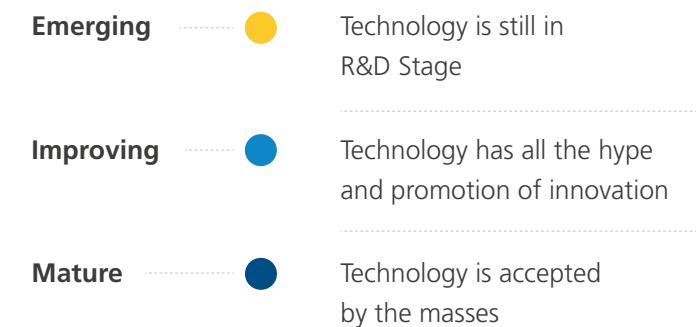 Emerging
Technology is still in
R&D Stage
Improving
Technology has all the hype
and promotion of innovation
Mature
Technology is accepted
by the masses